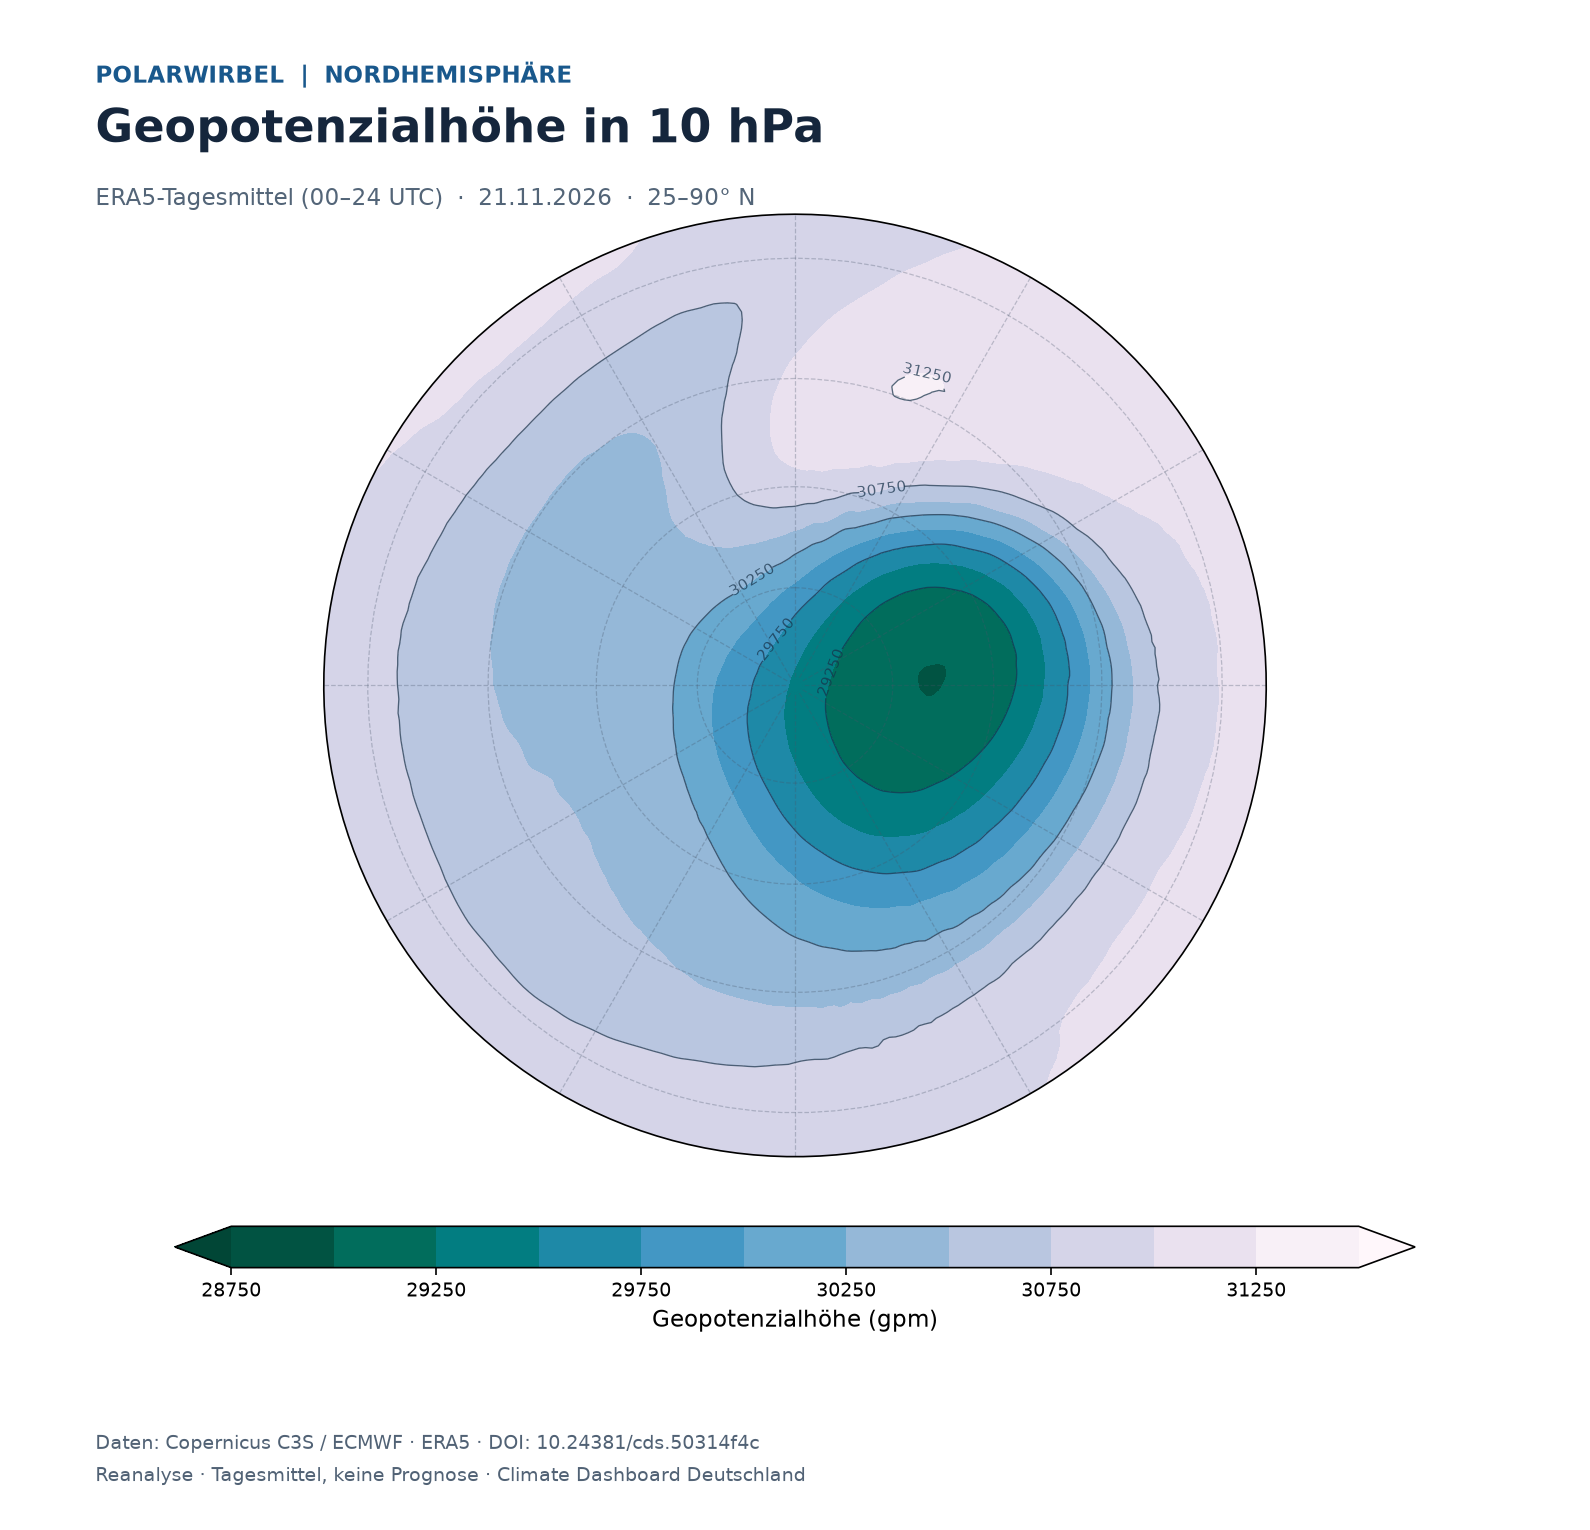 POLARWIRBEL | NORDHEMISPHÄRE
Geopotenzialhöhe in 10 hPa
ERA5-Tagesmittel (00–24 UTC) · 21.11.2026 · 25–90° N
31250
30750
30250
29750
29250
28750 29250 29750 30250 30750 31250
Geopotenzialhöhe (gpm)
Daten: Copernicus C3S / ECMWF · ERA5 · DOI: 10.24381/cds.50314f4c
Reanalyse · Tagesmittel, keine Prognose · Climate Dashboard Deutschland